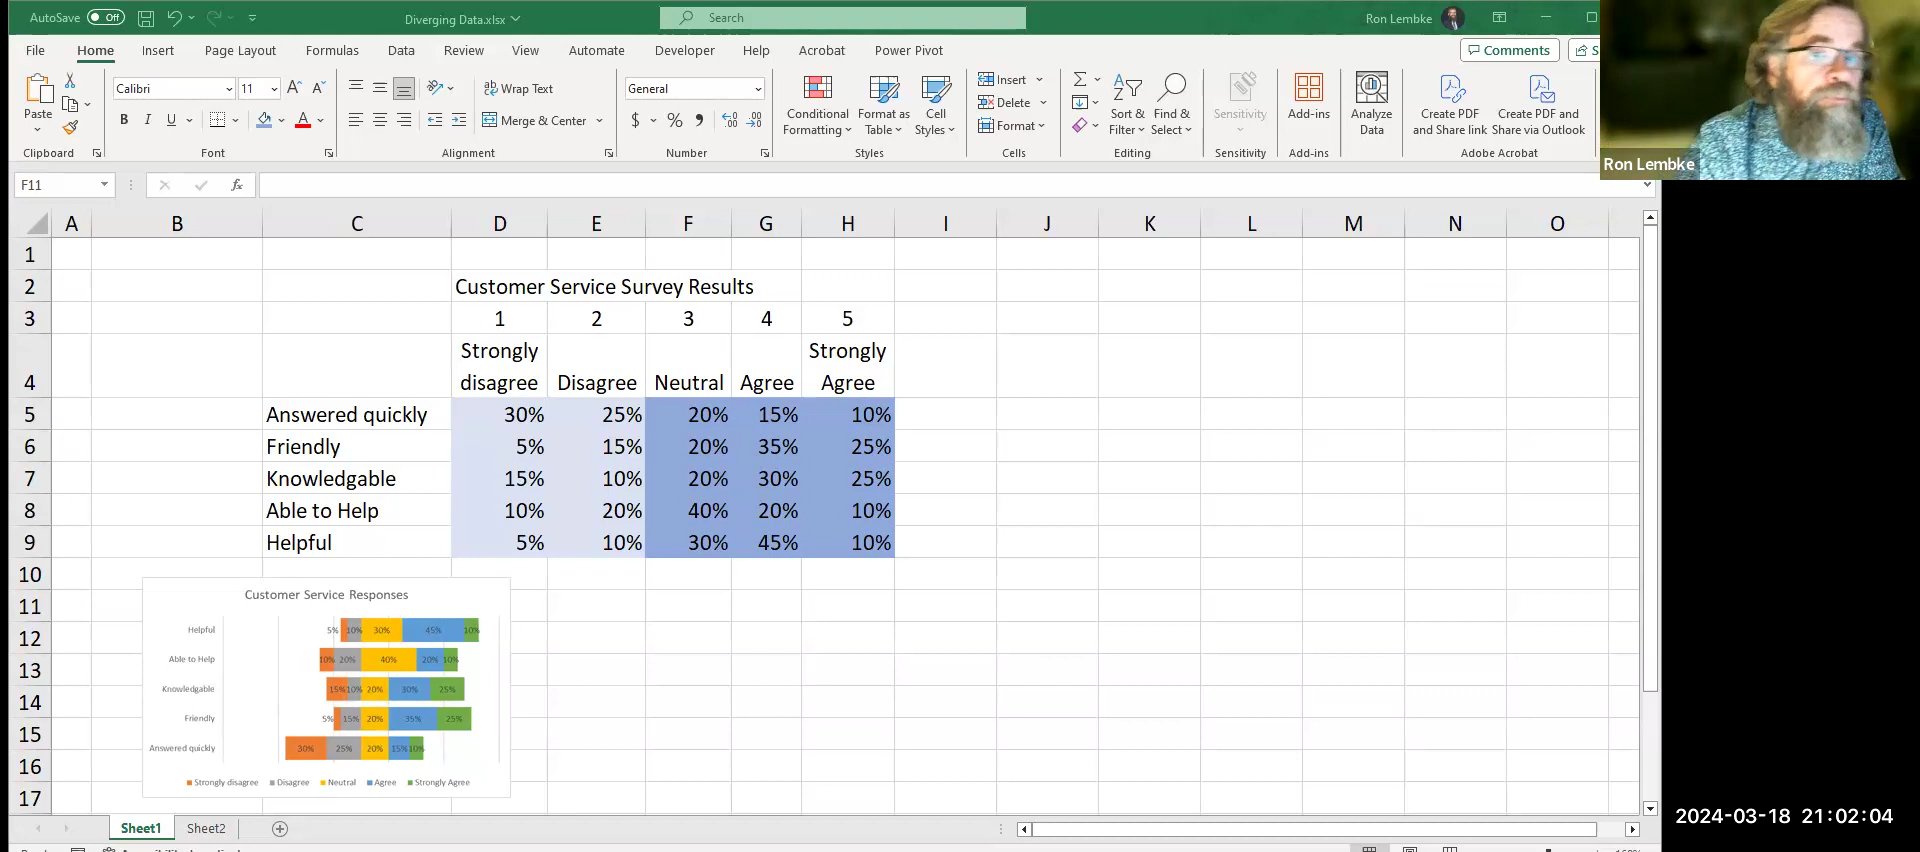 AutoSave Off Diverging Data.xlsx Search Ron Lembke
File Home Insert Page Layout Formulas Data Review View Automate Developer Help Acrobat Power Pivot Comments S
Paste
Clipboard
Calibri 11
B I U
Font
Wrap Text
Merge & Center
Alignment
General
$ %
Number
Conditional Formatting
Format as Table
Cell Styles
Styles
Insert
Delete
Format
Cells
Sort & Filter
Find & Select
Editing
Sensitivity
Sensitivity
Add-ins
Add-ins
Analyze Data
Create PDF and Share link
Create PDF and Share via Outlook
Adobe Acrobat
Ron Lembke
F11 fx
A B C D E F G H I J K L M N O
1
2 Customer Service Survey Results
3 1 2 3 4 5
Strongly Strongly
4 disagree Disagree Neutral Agree Agree
5 Answered quickly 30% 25% 20% 15% 10%
6 Friendly 5% 15% 20% 35% 25%
7 Knowledgable 15% 10% 20% 30% 25%
8 Able to Help 10% 20% 40% 20% 10%
9 Helpful 5% 10% 30% 45% 10%
10
11
12
13
14
15
16
17
Customer Service Responses
Helpful 5% 10% 30% 45% 10%
Able to Help 10% 20% 40% 20% 10%
Knowledgable 15% 10% 20% 30% 25%
Friendly 5% 15% 20% 35% 25%
Answered quickly 30% 25% 20% 15% 10%
Strongly disagree Disagree Neutral Agree Strongly Agree
Sheet1 Sheet2
2024-03-18 21:02:04